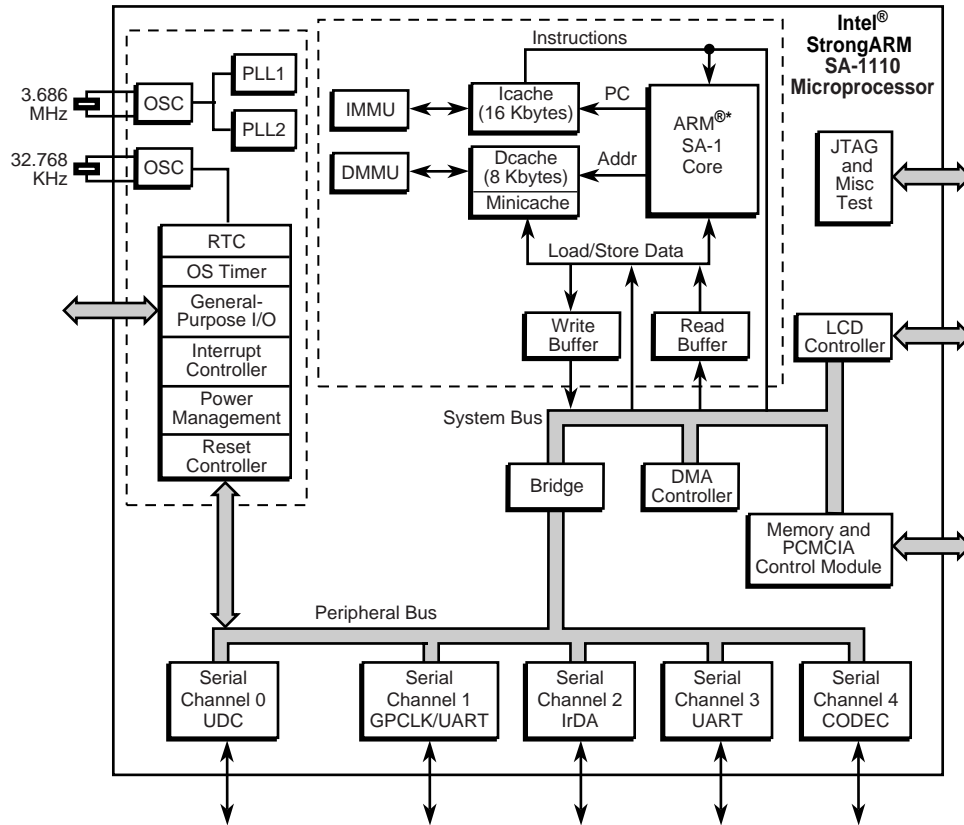 Intel®
StrongARM
SA-1110
Microprocessor
3.686
MHz
OSC
PLL1
PLL2
32.768
KHz
OSC
RTC
OS Timer
General-
Purpose I/O
Interrupt
Controller
Power
Management
Reset
Controller
Instructions
IMMU
Icache
(16 Kbytes)
PC
ARM®*
SA-1
Core
DMMU
Dcache
(8 Kbytes)
Minicache
Addr
Load/Store Data
Write
Buffer
Read
Buffer
JTAG
and
Misc
Test
LCD
Controller
System Bus
Bridge
DMA
Controller
Memory and
PCMCIA
Control Module
Peripheral Bus
Serial
Channel 0
UDC
Serial
Channel 1
GPCLK/UART
Serial
Channel 2
IrDA
Serial
Channel 3
UART
Serial
Channel 4
CODEC